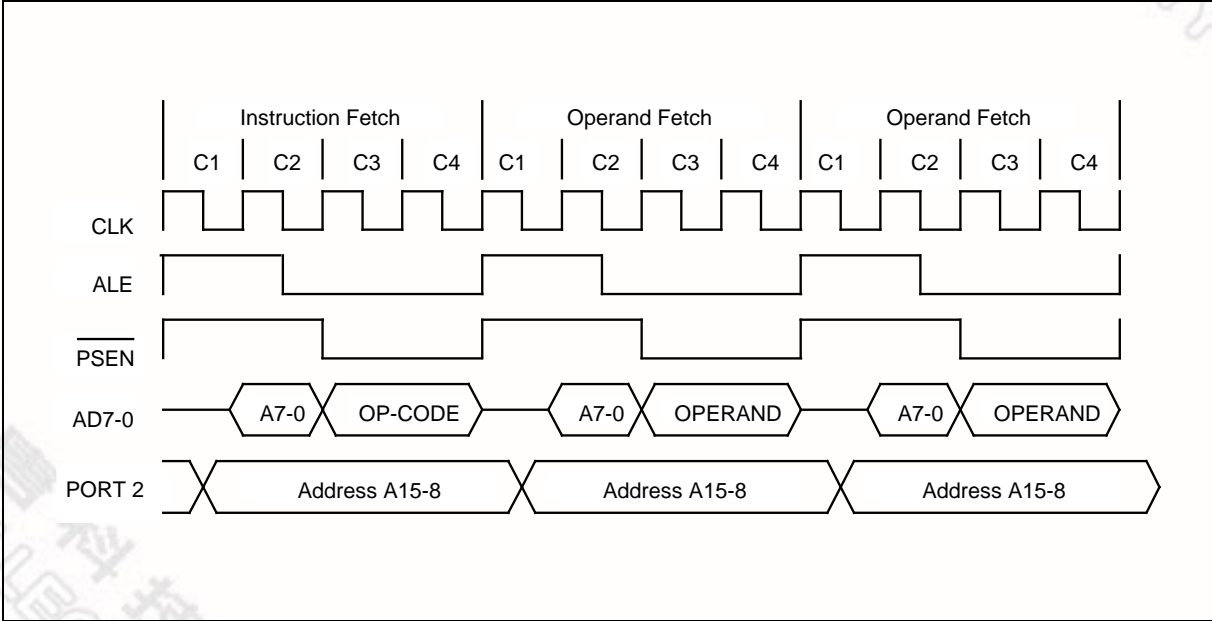 Instruction Fetch Operand Fetch Operand Fetch
C1 C2 C3 C4 C1 C2 C3 C4 C1 C2 C3 C4
CLK
ALE
PSEN
AD7-0 A7-0 OP-CODE A7-0 OPERAND A7-0 OPERAND
PORT 2 Address A15-8 Address A15-8 Address A15-8